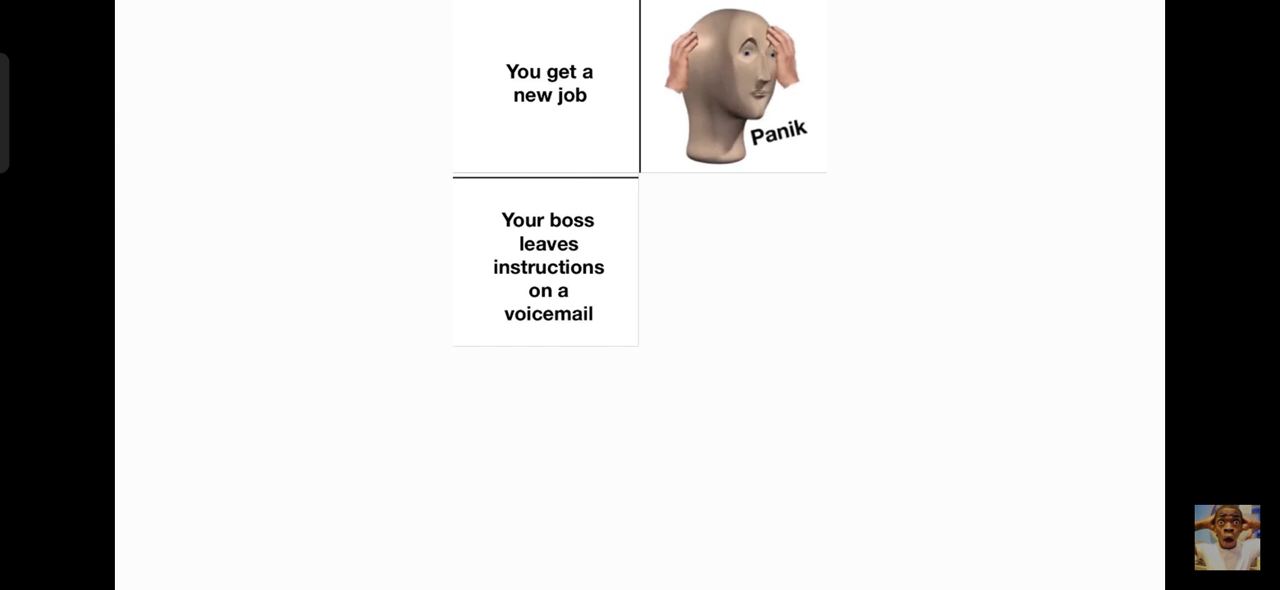 You get a
new job
Panik
Your boss
leaves
instructions
on a
voicemail